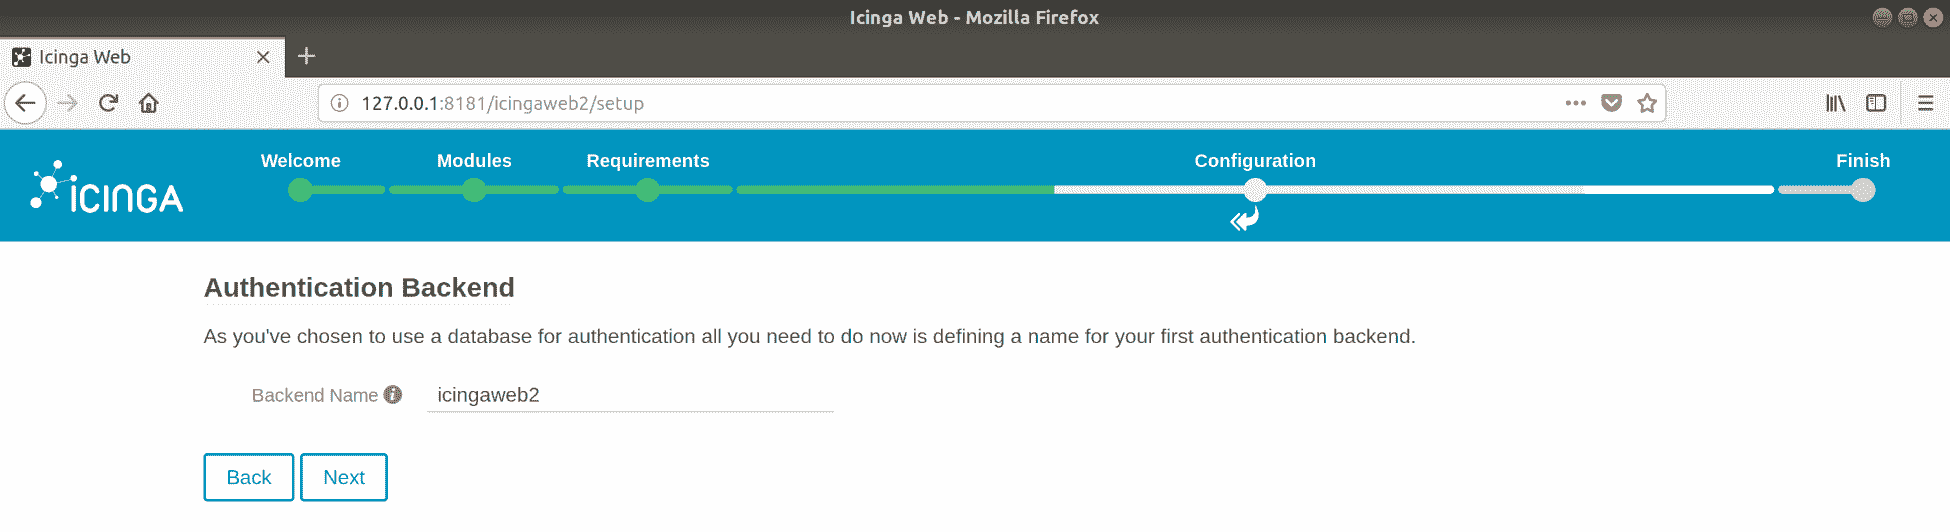 Icinga Web - Mozilla Firefox
Icinga Web
127.0.0.1:8181/icingaweb2/setup
Welcome
Modules
Requirements
Configuration
Finish
iCINGA
Authentication Backend
As you've chosen to use a database for authentication all you need to do now is defining a name for your first authentication backend.
Backend Name
icingaweb2
Back
Next